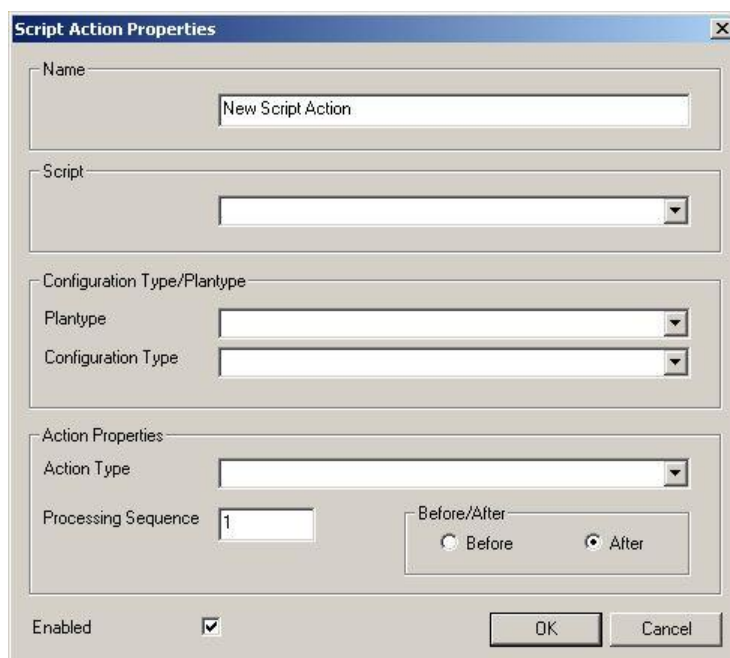 Script Action Properties
Name
New Script Action
Script
Configuration Type/Plantype
Plantype
Configuration Type
Action Properties
Action Type
Processing Sequence
1
Before/After
Before
After
Enabled
OK
Cancel